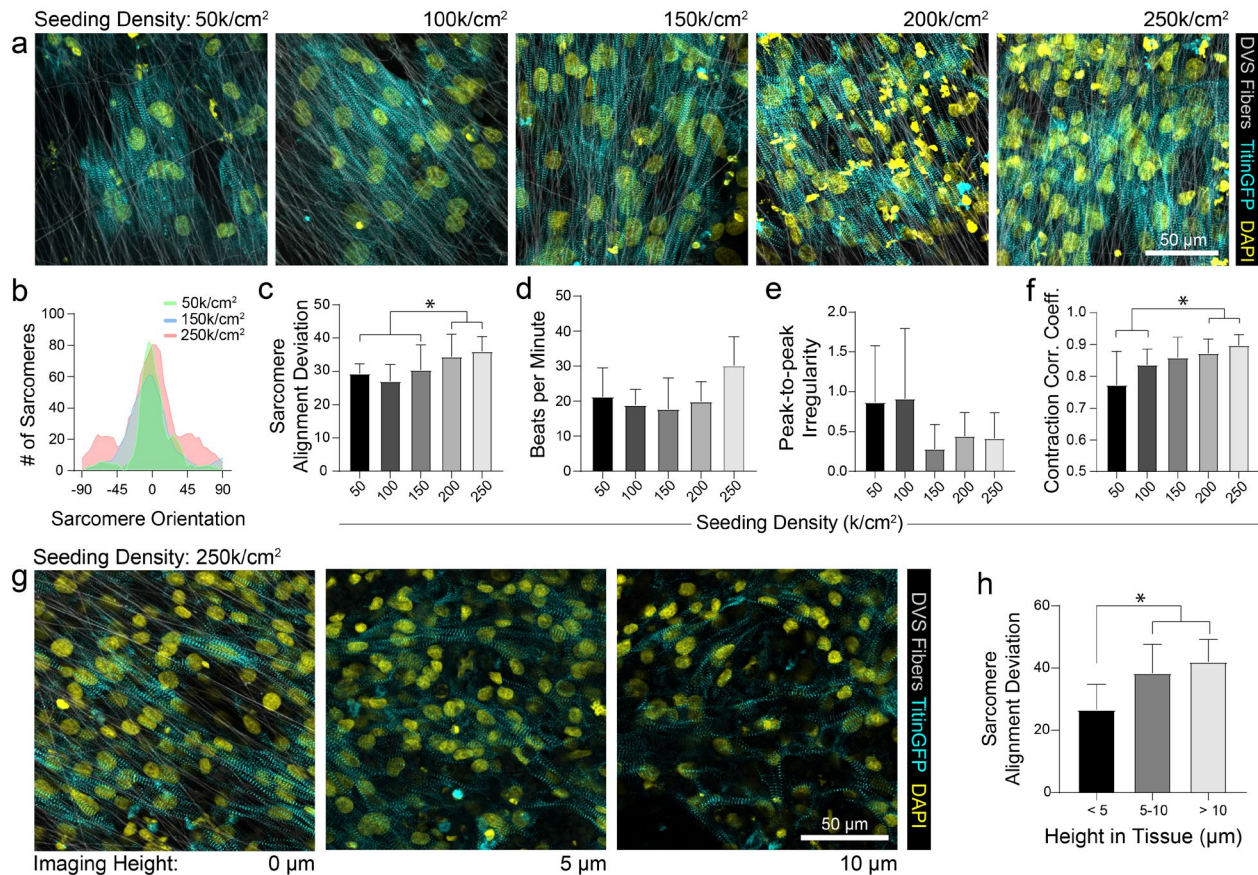 Seeding Density: 50k/cm² 100k/cm² 150k/cm² 200k/cm² 250k/cm²
a
DVS Fibers TitinGFP DAPI
50 µm
b
# of Sarcomeres
100
80
60
40
20
0
-90 -45 0 45 90
Sarcomere Orientation
50k/cm²
150k/cm²
250k/cm²
c
Sarcomere
Alignment Deviation
50
40
30
20
10
0
*
50 100 150 200 250
d
Beats per Minute
50
40
30
20
10
0
50 100 150 200 250
e
Peak-to-peak
Irregularity
2.0
1.5
1.0
0.5
0.0
50 100 150 200 250
f
Contraction Corr. Coeff.
1.0
0.9
0.8
0.7
0.6
0.5
*
50 100 150 200 250
Seeding Density (k/cm²)
Seeding Density: 250k/cm²
g
DVS Fibers TitinGFP DAPI
50 µm
Imaging Height: 0 µm 5 µm 10 µm
h
Sarcomere
Alignment Deviation
60
40
20
0
*
< 5 5-10 > 10
Height in Tissue (µm)